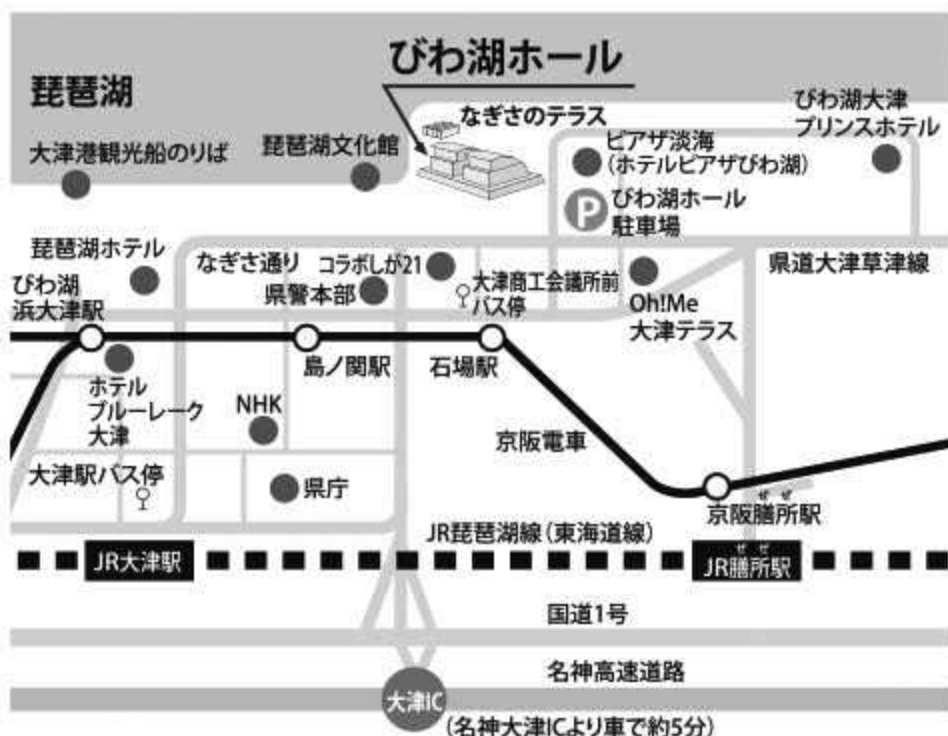 びわ湖ホール
琵琶湖
なぎさのテラス
びわ湖大津
プリンスホテル
大津港観光船のりば
琵琶湖文化館
ピアザ淡海
(ホテルピアザびわ湖)
P
びわ湖ホール
駐車場
琵琶湖ホテル
なぎさ通り
コラボしが21
県警本部
大津商工会議所前
バス停
県道大津草津線
びわ湖
浜大津駅
Oh!Me
大津テラス
島ノ関駅
石場駅
ホテル
ブルーレーク
大津
NHK
京阪電車
大津駅バス停
県庁
ぜぜ
京阪膳所駅
JR琵琶湖線(東海道線)
JR大津駅
ぜぜ
JR膳所駅
国道1号
名神高速道路
大津IC
(名神大津ICより車で約5分)